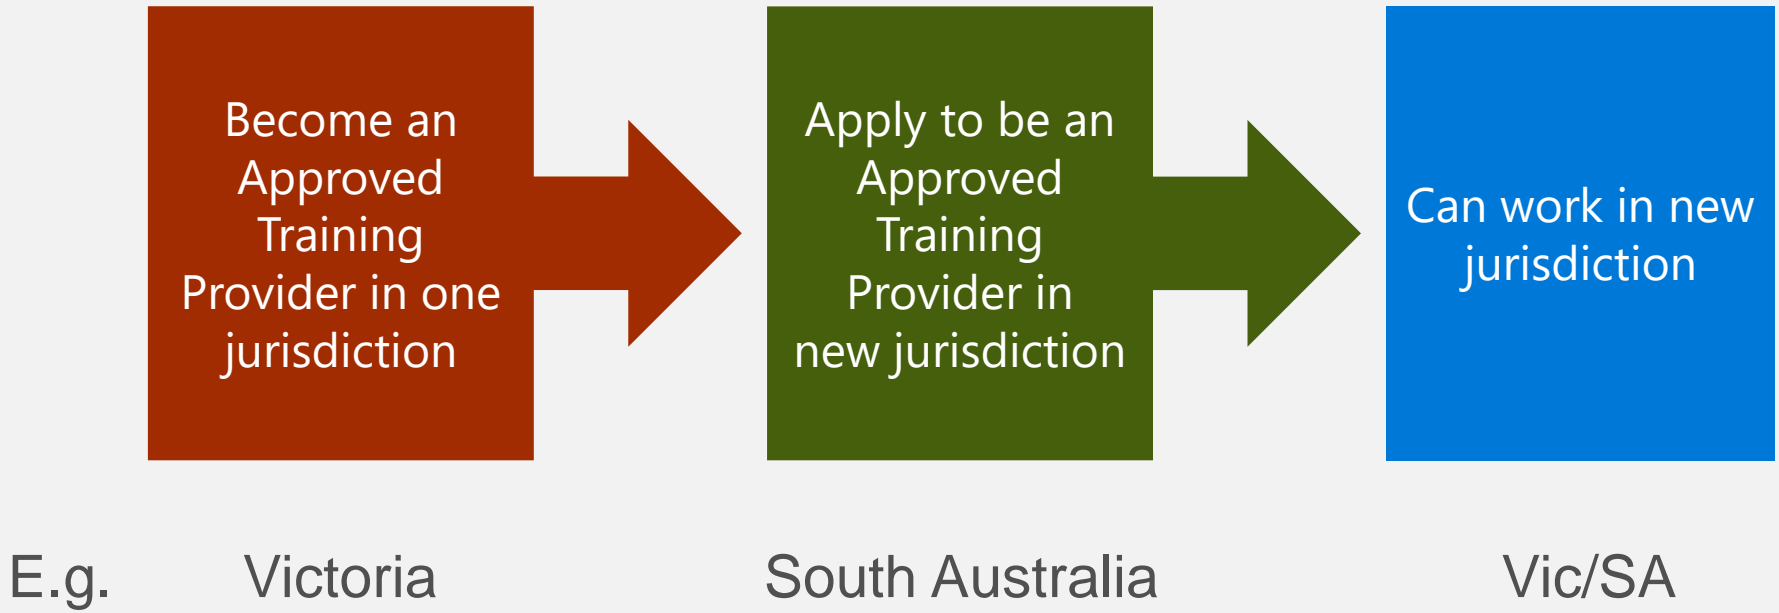 Become an
Approved
Training
Provider in one
jurisdiction
Apply to be an
Approved
Training
Provider in
new jurisdiction
Can work in new
jurisdiction
E.g. Victoria South Australia Vic/SA